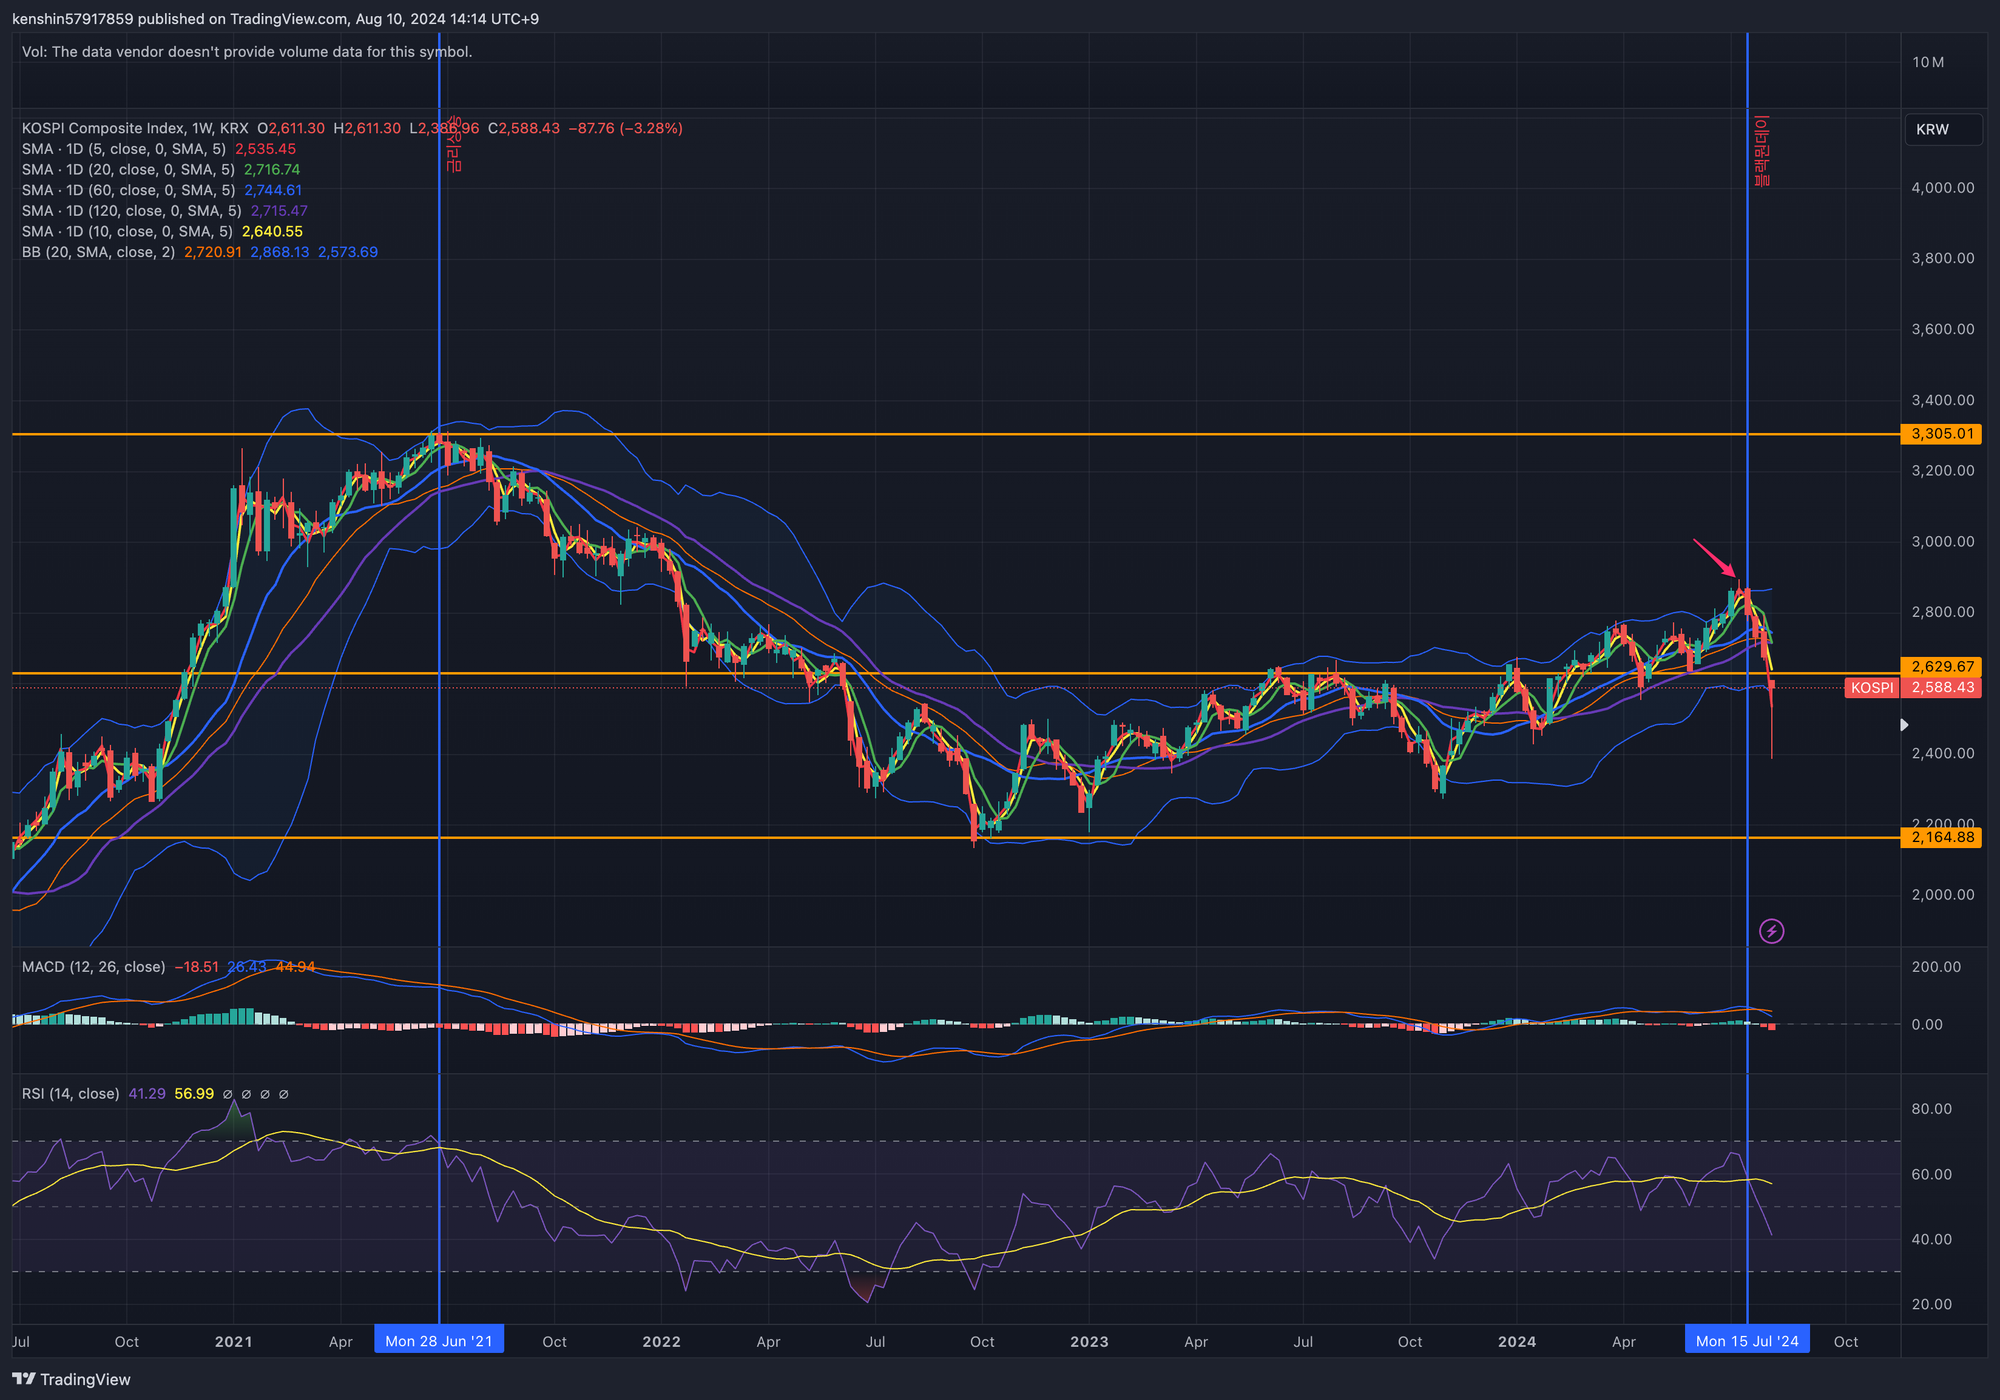 kenshin57917859 published on TradingView.com, Aug 10, 2024 14:14 UTC+9
Vol: The data vendor doesn't provide volume data for this symbol.
10 M
KOSPI Composite Index, 1W, KRX O2,611.30 H2,611.30 L2,386.96 C2,588.43 −87.76 (−3.28%)
SMA · 1D (5, close, 0, SMA, 5) 2,535.45
SMA · 1D (20, close, 0, SMA, 5) 2,716.74
SMA · 1D (60, close, 0, SMA, 5) 2,744.61
SMA · 1D (120, close, 0, SMA, 5) 2,715.47
SMA · 1D (10, close, 0, SMA, 5) 2,640.55
BB (20, SMA, close, 2) 2,720.91 2,868.13 2,573.69
금리상승
블랙먼데이
KRW
4,000.00
3,800.00
3,600.00
3,400.00
3,305.01
3,200.00
3,000.00
2,800.00
2,629.67
KOSPI 2,588.43
2,400.00
2,200.00
2,164.88
2,000.00
MACD (12, 26, close) −18.51 26.43 44.94
200.00
0.00
RSI (14, close) 41.29 56.99 ∅ ∅ ∅ ∅
80.00
60.00
40.00
20.00
Jul Oct 2021 Apr Mon 28 Jun '21 Oct 2022 Apr Jul Oct 2023 Apr Jul Oct 2024 Apr Mon 15 Jul '24 Oct
TradingView